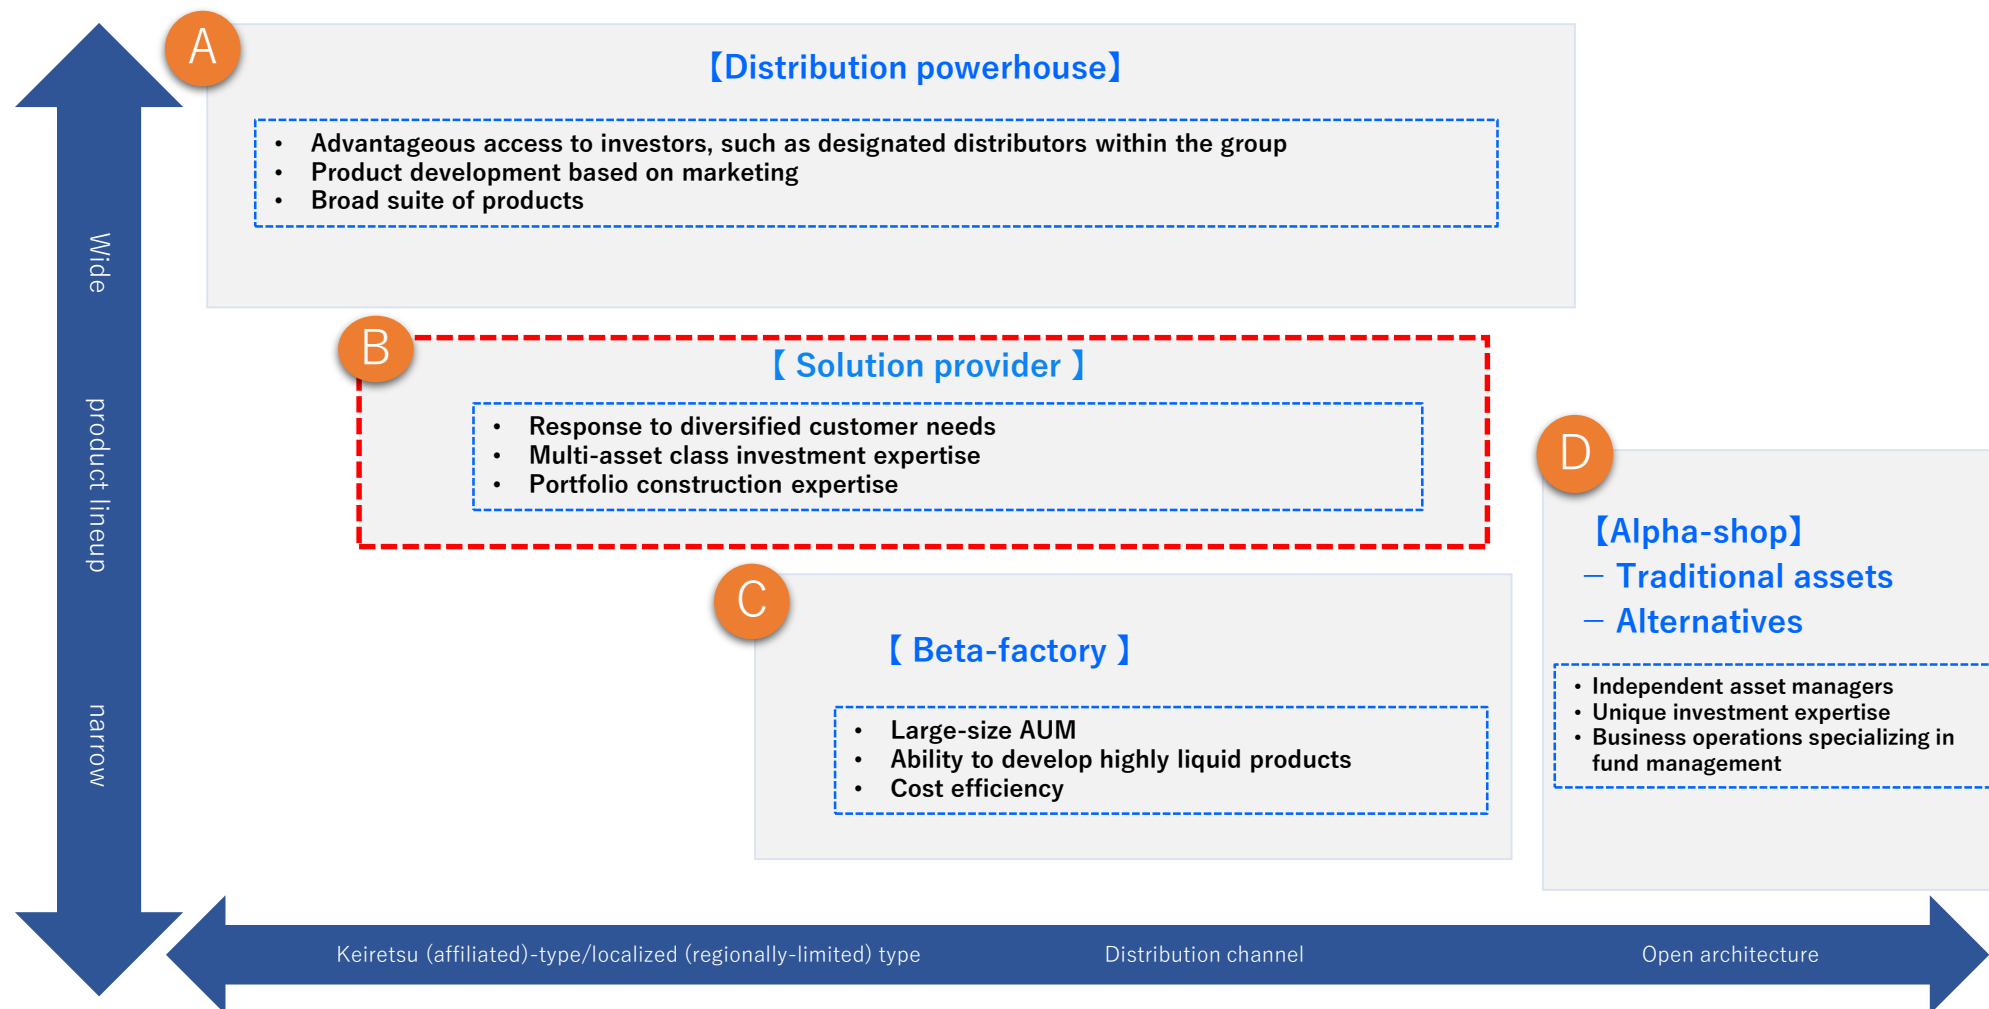 A
【Distribution powerhouse】
• Advantageous access to investors, such as designated distributors within the group
• Product development based on marketing
• Broad suite of products
B
【 Solution provider 】
• Response to diversified customer needs
• Multi-asset class investment expertise
• Portfolio construction expertise
C
【 Beta-factory 】
• Large-size AUM
• Ability to develop highly liquid products
• Cost efficiency
D
【Alpha-shop】
− Traditional assets
− Alternatives
• Independent asset managers
• Unique investment expertise
• Business operations specializing in
fund management
Wide product lineup narrow
Keiretsu (affiliated)-type/localized (regionally-limited) type Distribution channel Open architecture